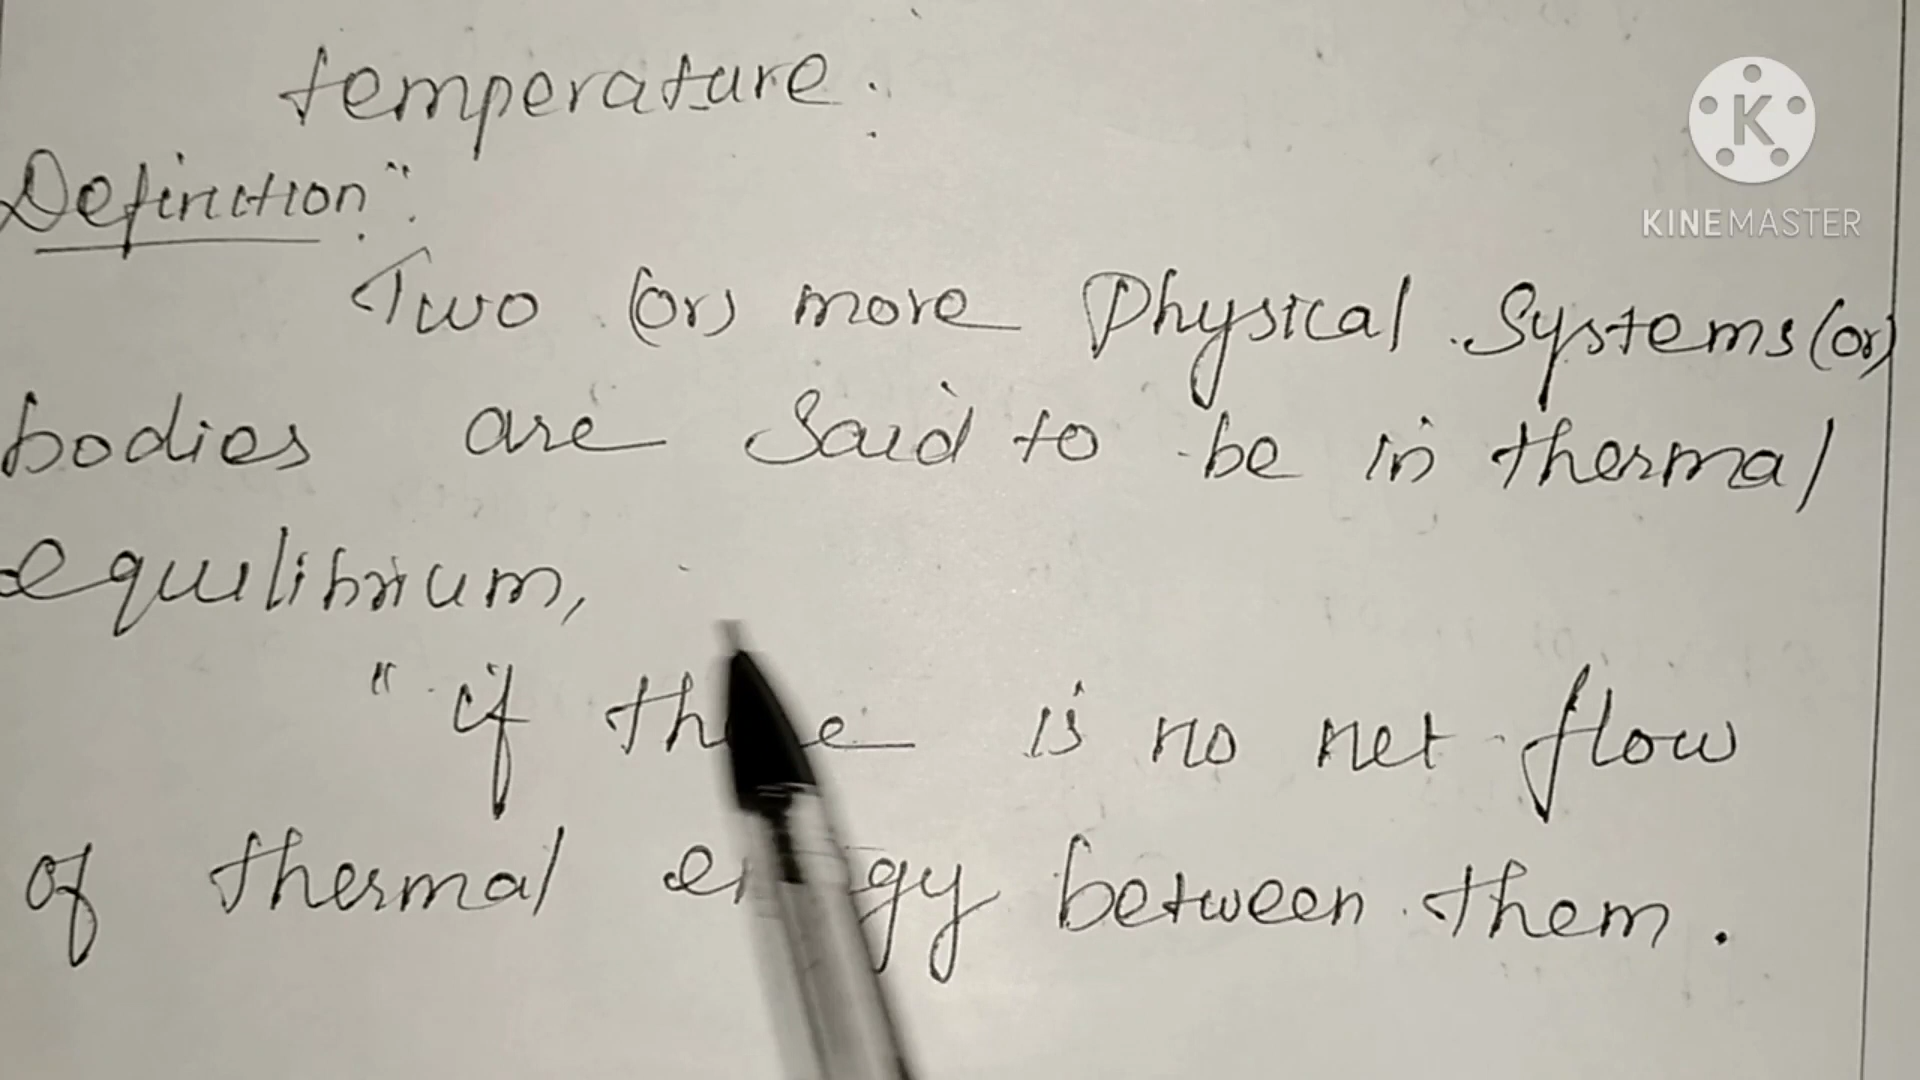 temperature.
Definition":
Two (or) more Physical Systems (or)
bodies are said to be in thermal
equilibrium,
" if is no net flow
of thermal between them.
K
KINEMASTER